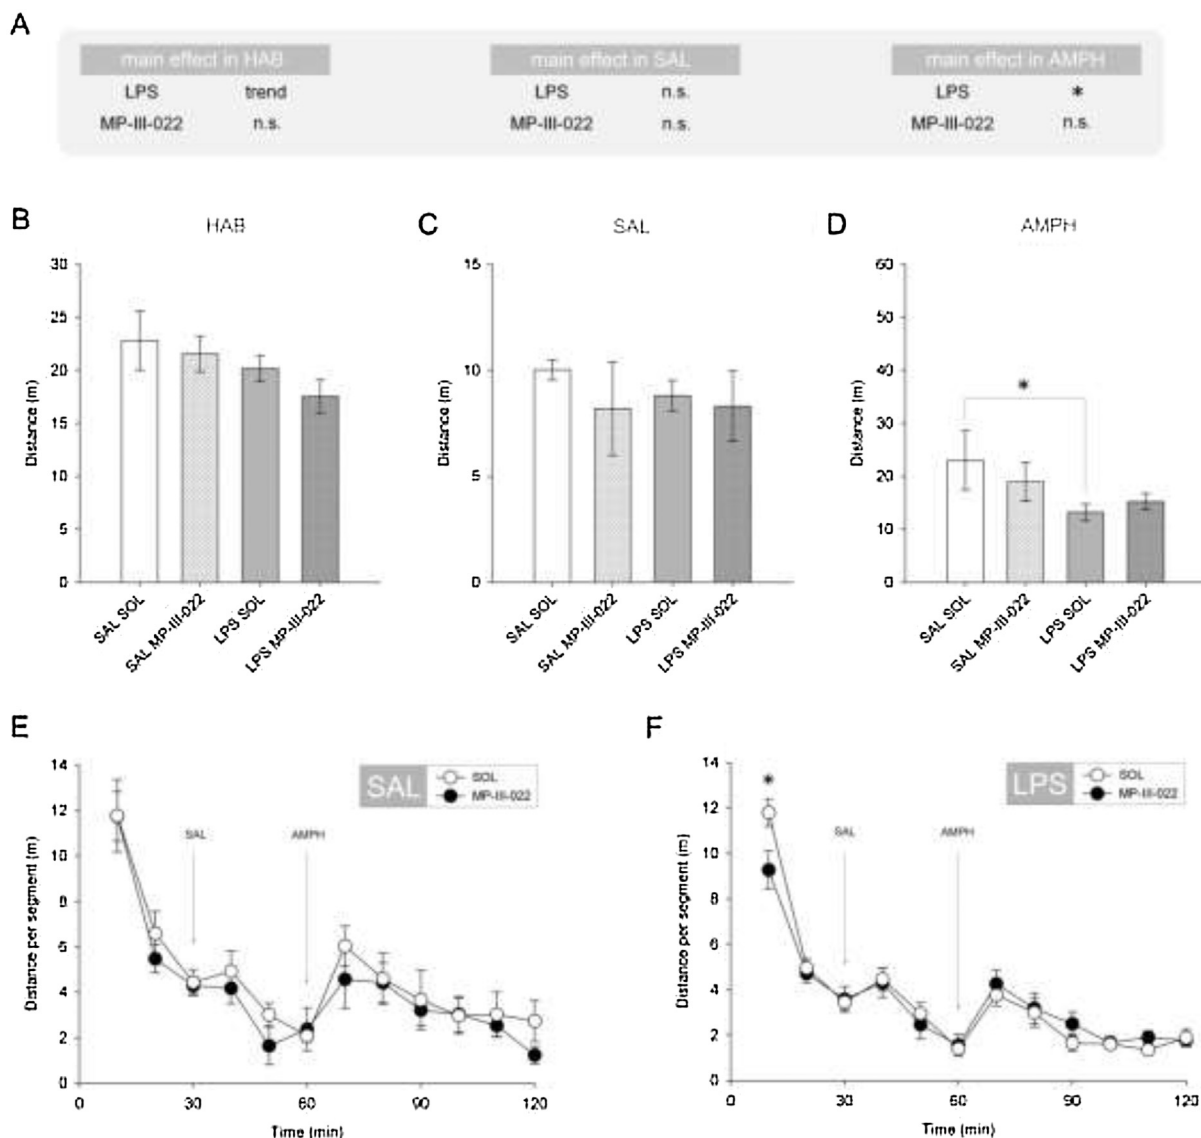 A
main effect in HAB
LPS trend
MP-III-022 n.s.
main effect in SAL
LPS n.s.
MP-III-022 n.s.
main effect in AMPH
LPS *
MP-III-022 n.s.
B
HAB
30
25
20
15
10
5
0
Distance (m)
SAL SOL
SAL MP-III-022
LPS SOL
LPS MP-III-022
C
SAL
15
10
5
0
Distance (m)
SAL SOL
SAL MP-III-022
LPS SOL
LPS MP-III-022
D
AMPH
60
50
40
30
20
10
0
Distance (m)
*
SAL SOL
SAL MP-III-022
LPS SOL
LPS MP-III-022
E
14
12
10
8
6
4
2
0
Distance per segment (m)
SAL
SOL
MP-III-022
SAL
AMPH
0 30 60 90 120
Time (min)
F
14
12
10
8
6
4
2
0
Distance per segment (m)
*
LPS
SOL
MP-III-022
SAL
AMPH
0 30 60 90 120
Time (min)